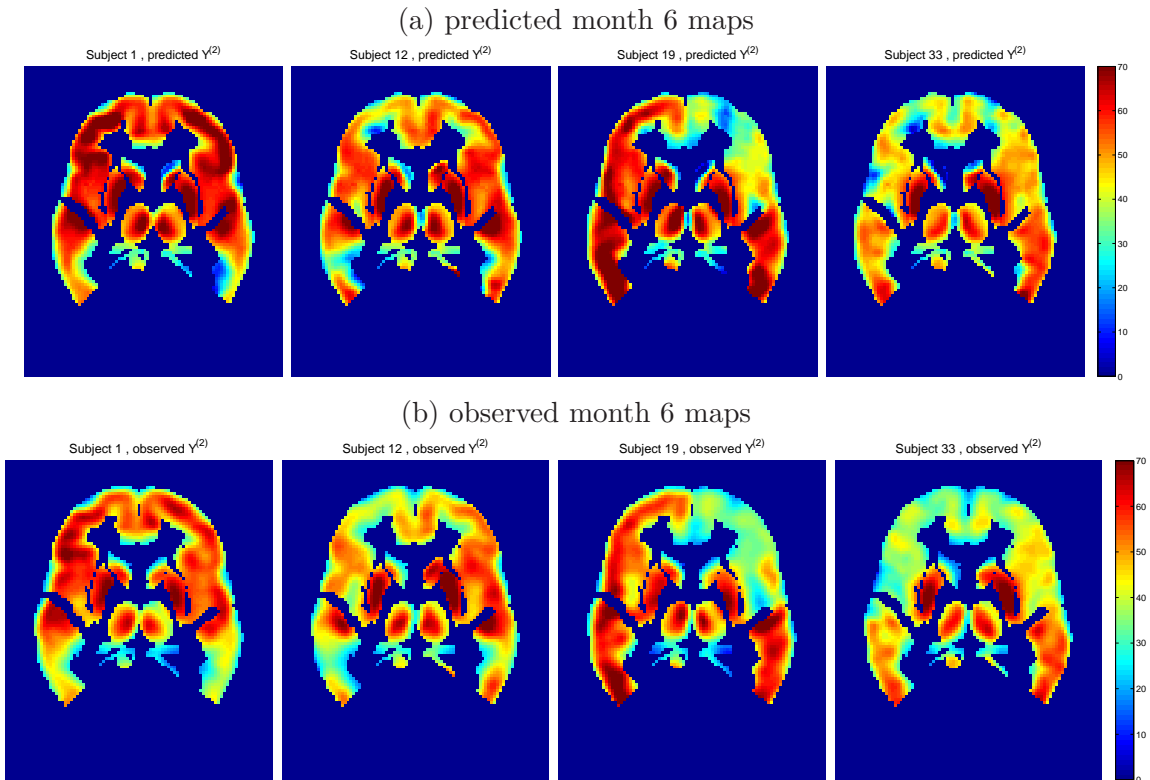 (a) predicted month 6 maps
Subject 1 , predicted Y(2)
Subject 12 , predicted Y(2)
Subject 19 , predicted Y(2)
Subject 33 , predicted Y(2)
70
60
50
40
30
20
10
0
(b) observed month 6 maps
Subject 1 , observed Y(2)
Subject 12 , observed Y(2)
Subject 19 , observed Y(2)
Subject 33 , observed Y(2)
70
60
50
40
30
20
10
0